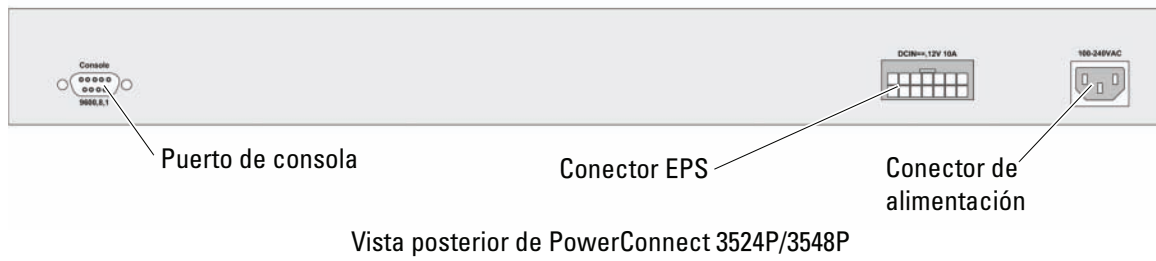 Console
9600,8,1
DCIN==,12V 10A
100-240VAC
Puerto de consola
Conector EPS
Conector de
alimentación
Vista posterior de PowerConnect 3524P/3548P